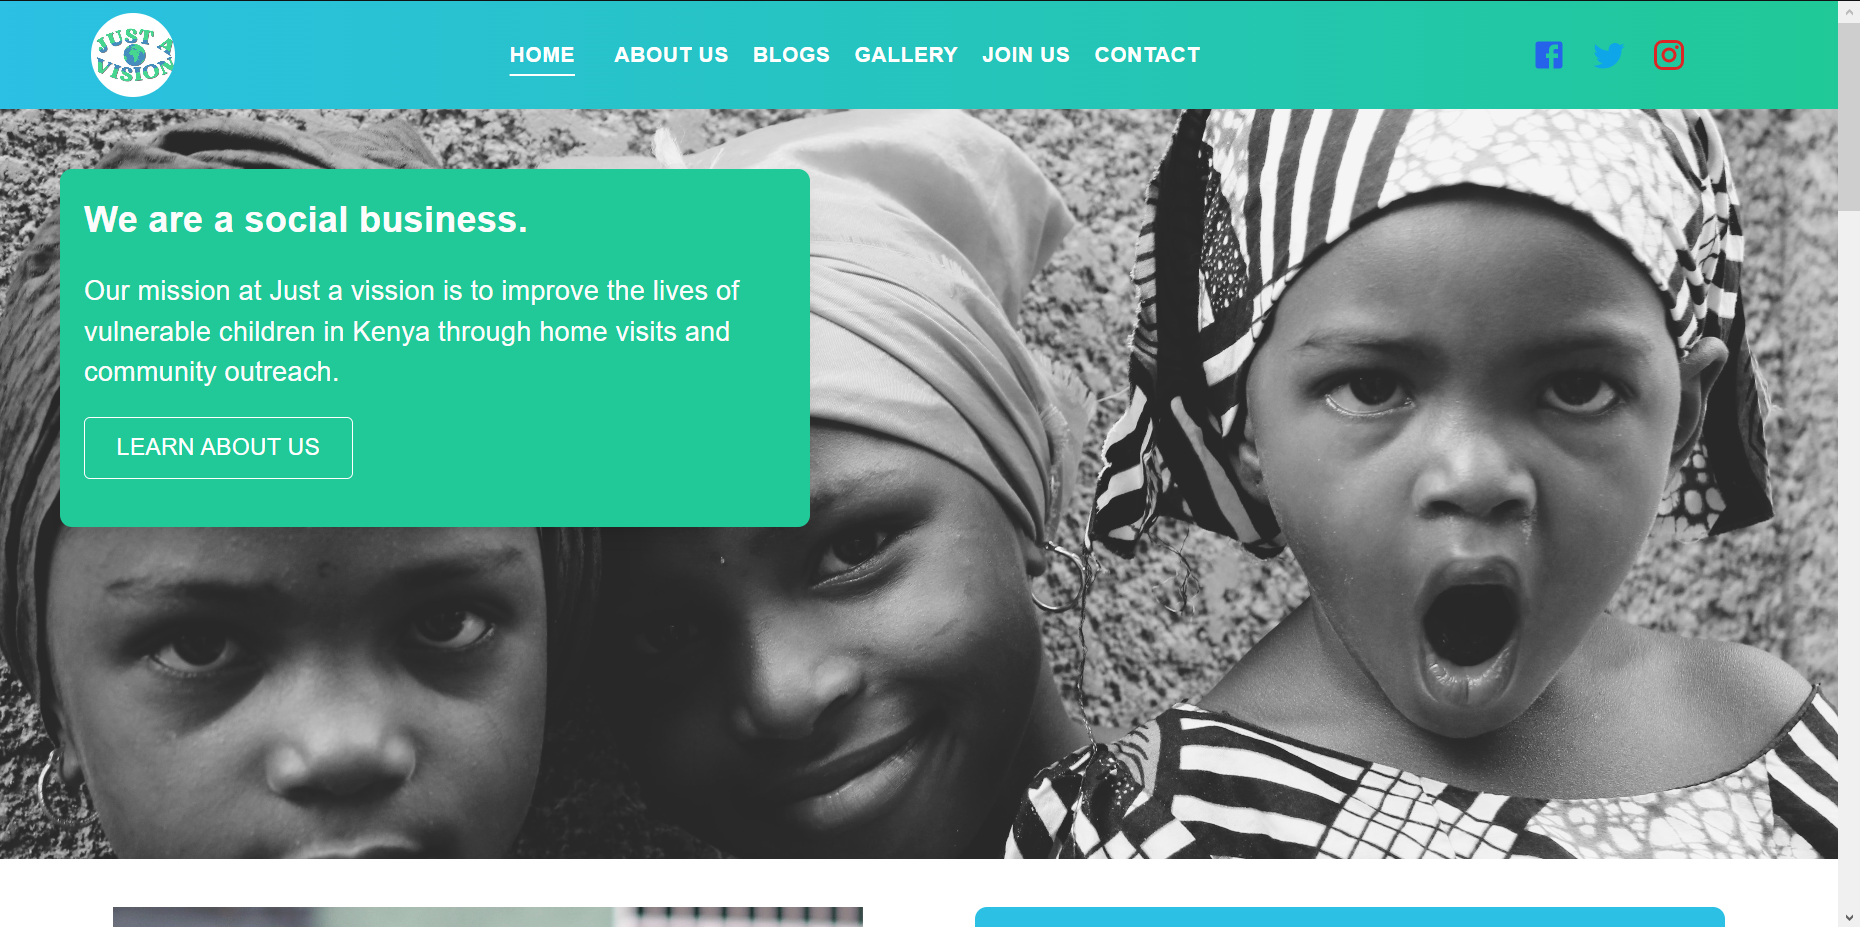 JUST A
VISION
HOME ABOUT US BLOGS GALLERY JOIN US CONTACT
We are a social business.
Our mission at Just a vission is to improve the lives of
vulnerable children in Kenya through home visits and
community outreach.
LEARN ABOUT US